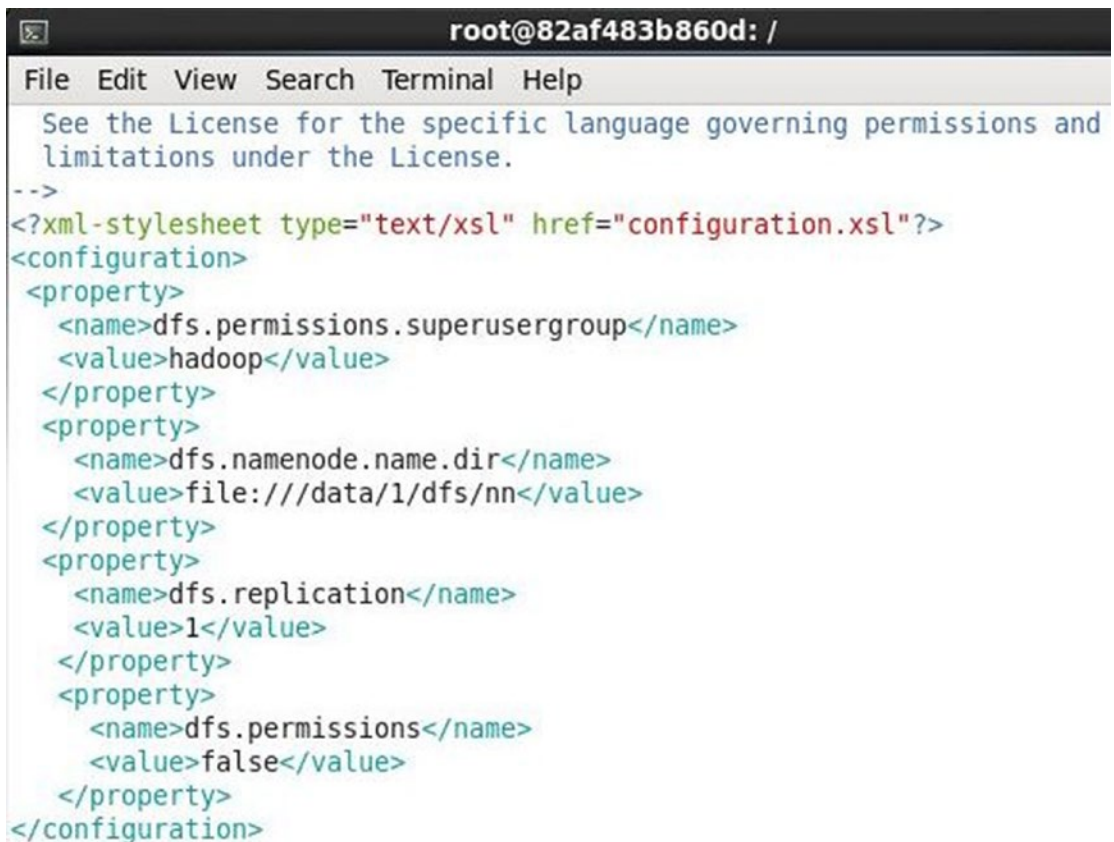 root@82af483b860d: /
File Edit View Search Terminal Help
See the License for the specific language governing permissions and
limitations under the License.
-->
<?xml-stylesheet type="text/xsl" href="configuration.xsl"?>
<configuration>
<property>
<name>dfs.permissions.superusergroup</name>
<value>hadoop</value>
</property>
<property>
<name>dfs.namenode.name.dir</name>
<value>file:///data/1/dfs/nn</value>
</property>
<property>
<name>dfs.replication</name>
<value>1</value>
</property>
<property>
<name>dfs.permissions</name>
<value>false</value>
</property>
</configuration>